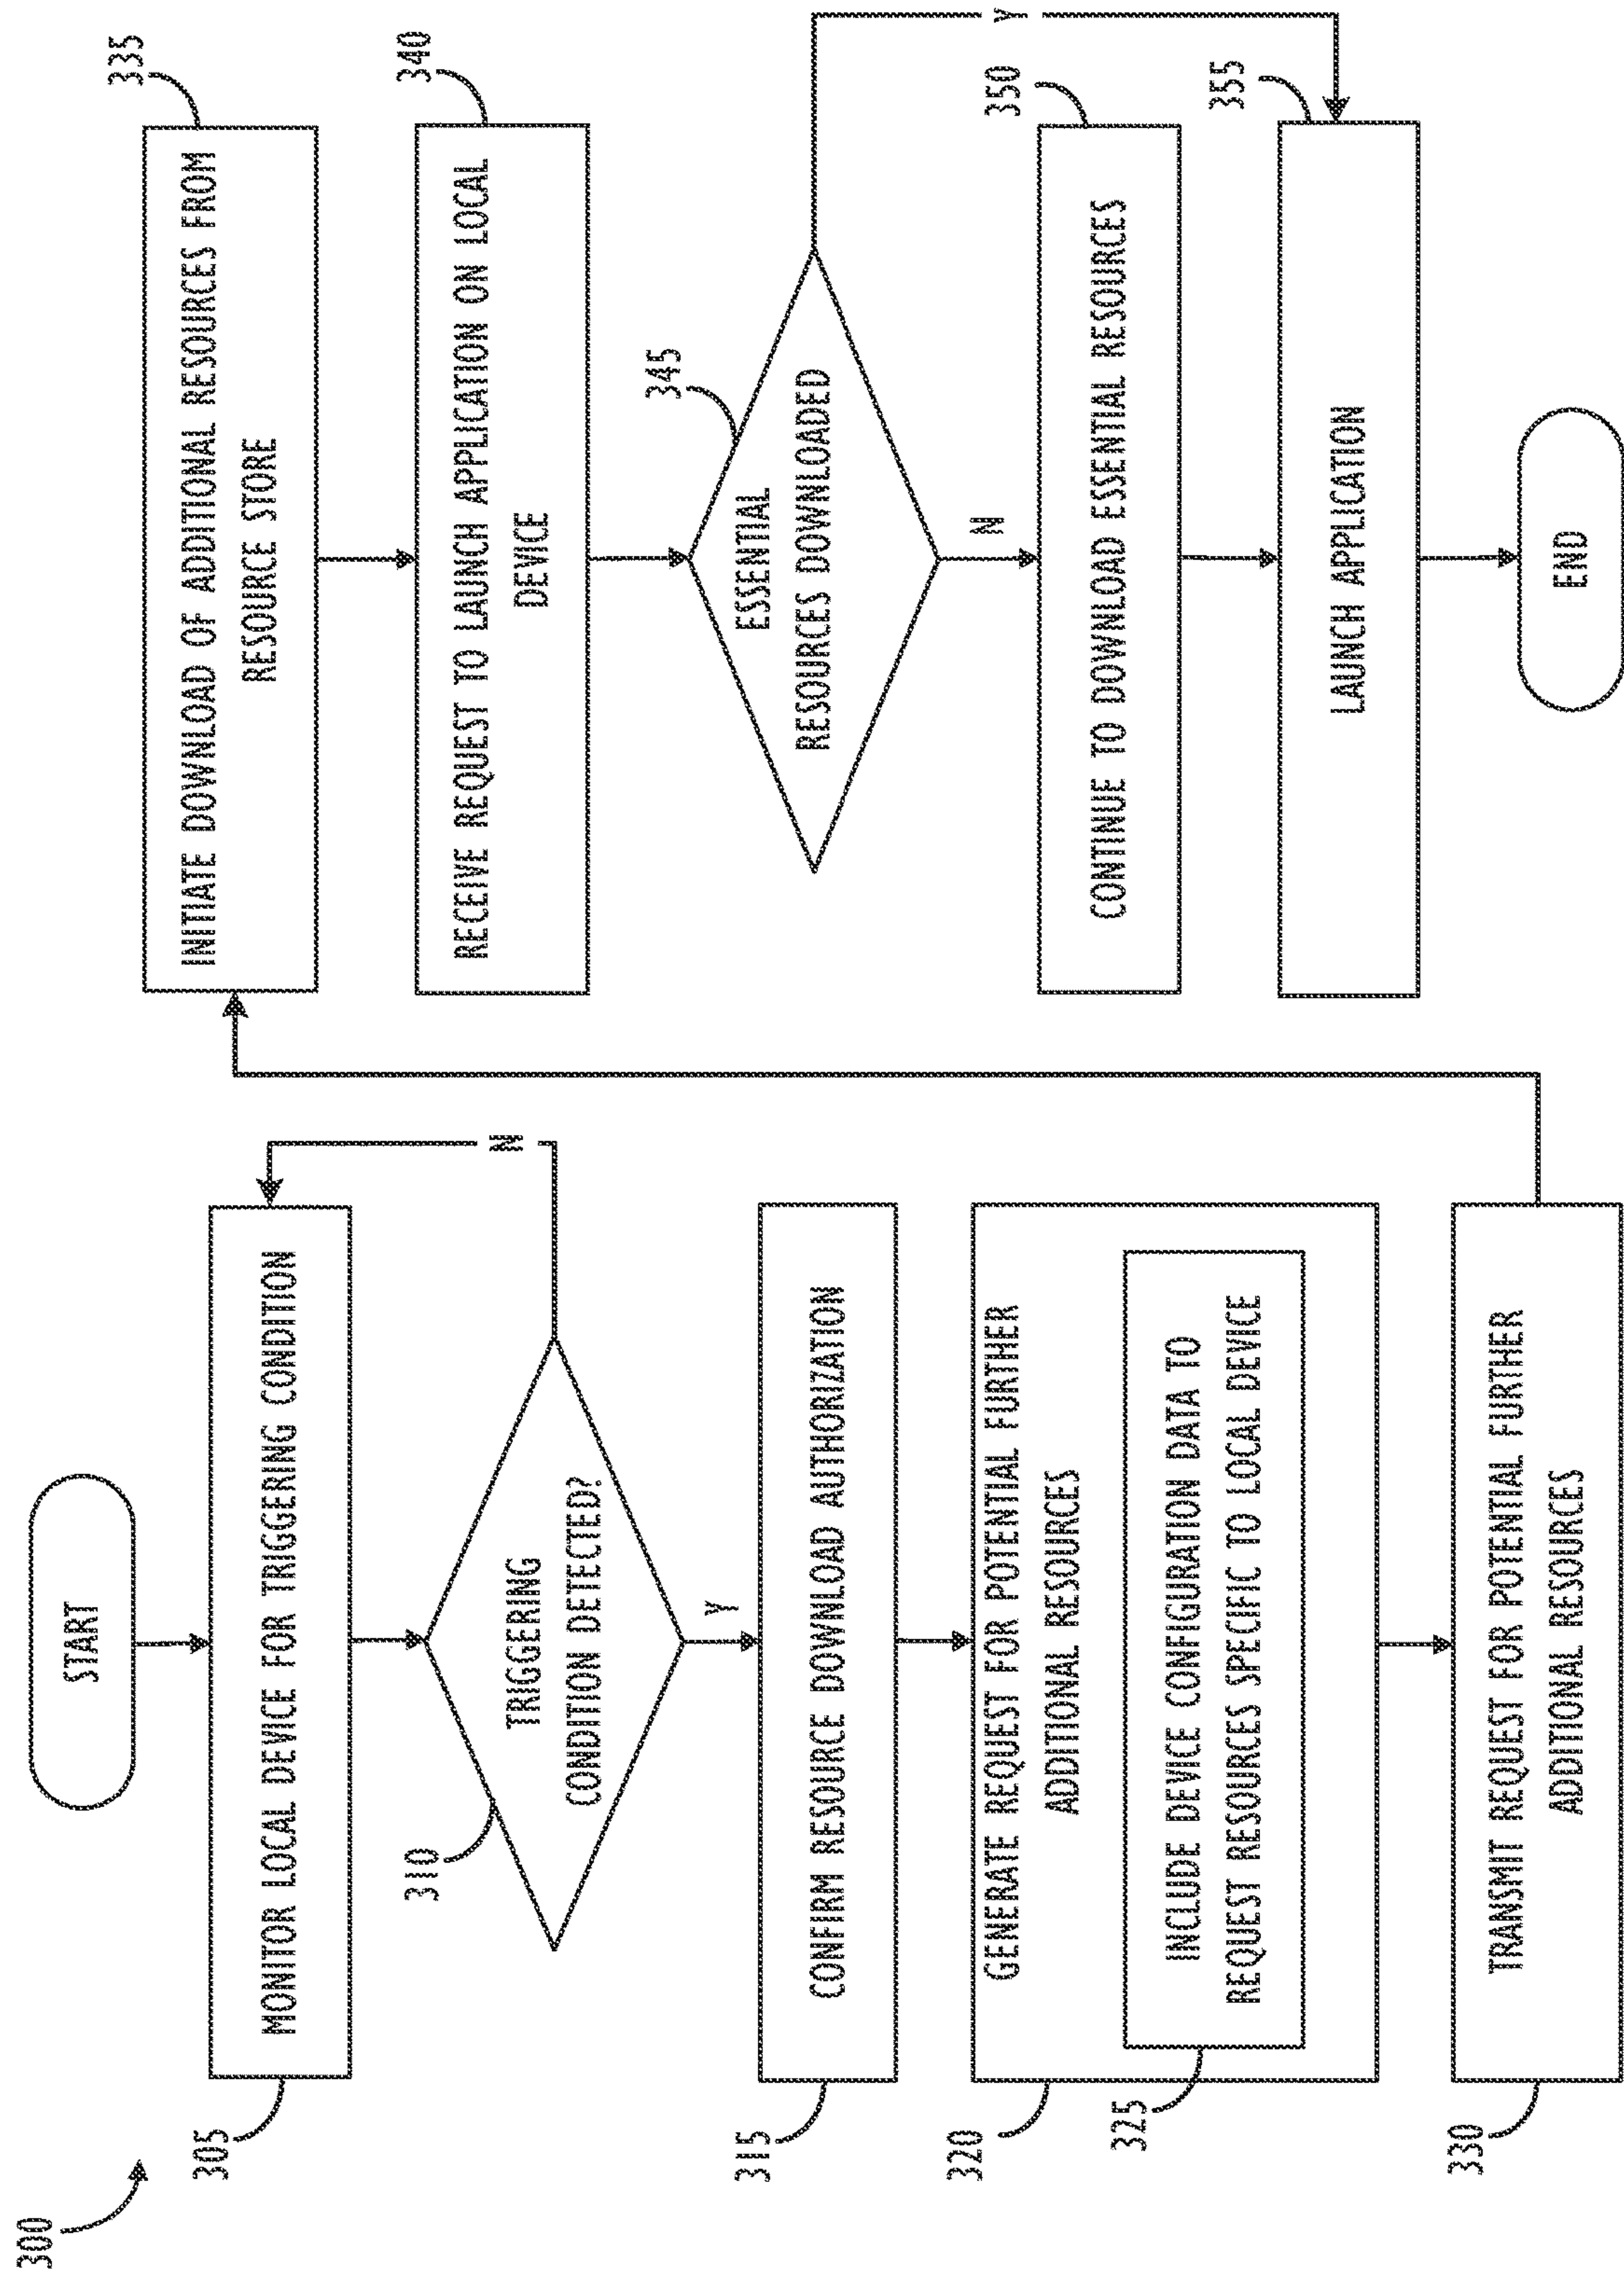 300
START
305
MONITOR LOCAL DEVICE FOR TRIGGERING CONDITION
310
TRIGGERING
CONDITION DETECTED?
N
Y
315
CONFIRM RESOURCE DOWNLOAD AUTHORIZATION
320
GENERATE REQUEST FOR POTENTIAL FURTHER
ADDITIONAL RESOURCES
325
INCLUDE DEVICE CONFIGURATION DATA TO
REQUEST RESOURCES SPECIFIC TO LOCAL DEVICE
330
TRANSMIT REQUEST FOR POTENTIAL FURTHER
ADDITIONAL RESOURCES
335
INITIATE DOWNLOAD OF ADDITIONAL RESOURCES FROM
RESOURCE STORE
340
RECEIVE REQUEST TO LAUNCH APPLICATION ON LOCAL
DEVICE
345
ESSENTIAL
RESOURCES DOWNLOADED
Y
N
350
CONTINUE TO DOWNLOAD ESSENTIAL RESOURCES
355
LAUNCH APPLICATION
END